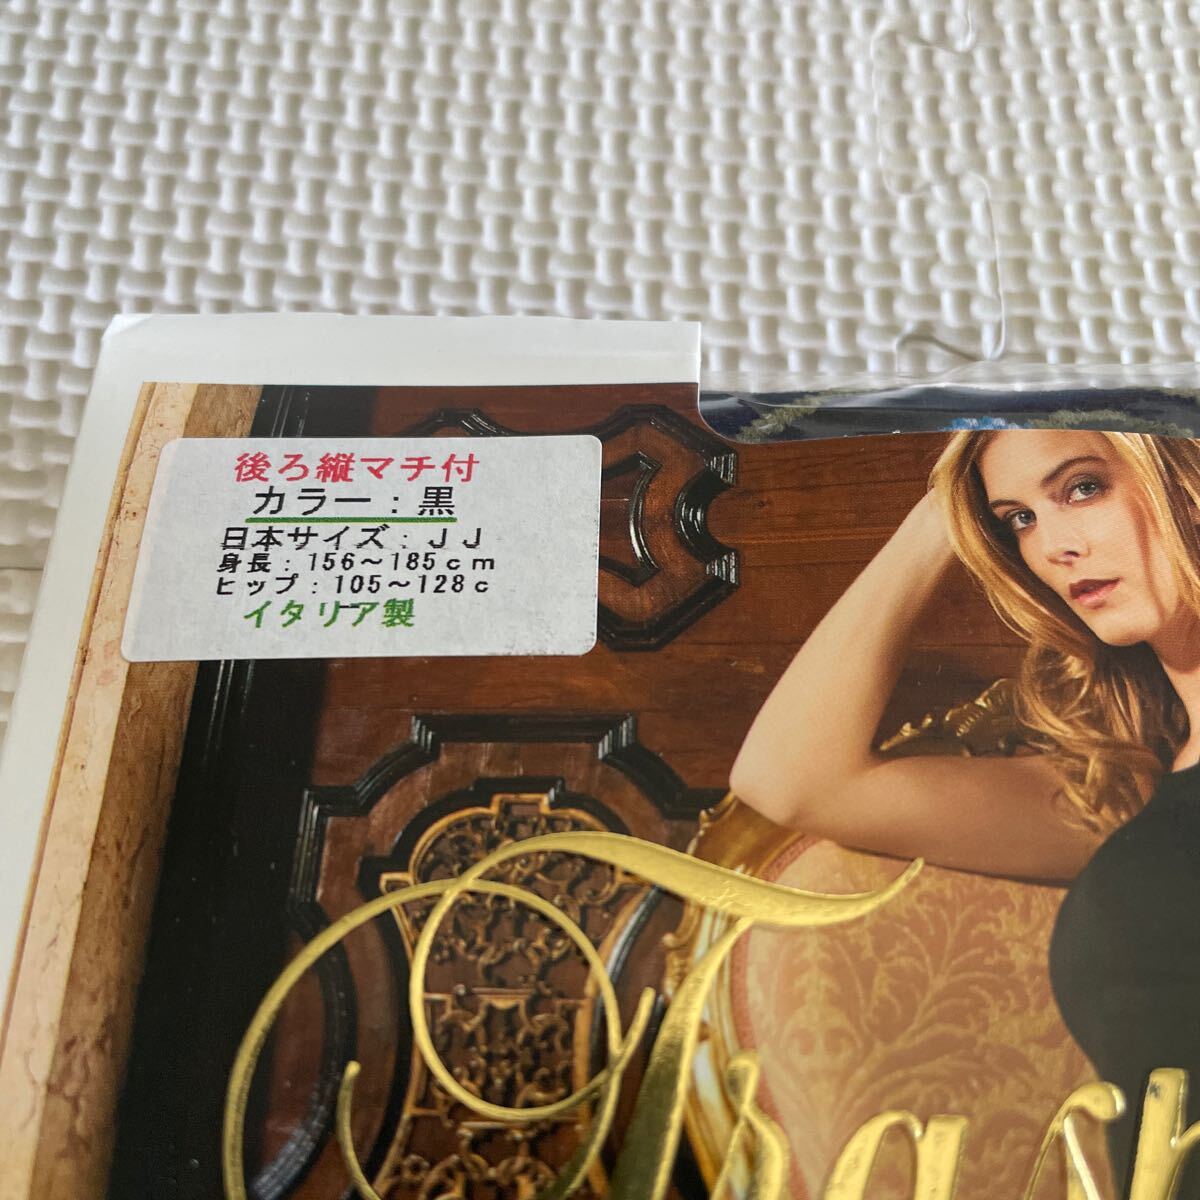 後ろ縦マチ付
カラー：黒
日本サイズ：ＪＪ
身長：156～185ｃｍ
ヒップ：105～128ｃ
イタリア製
Trasp